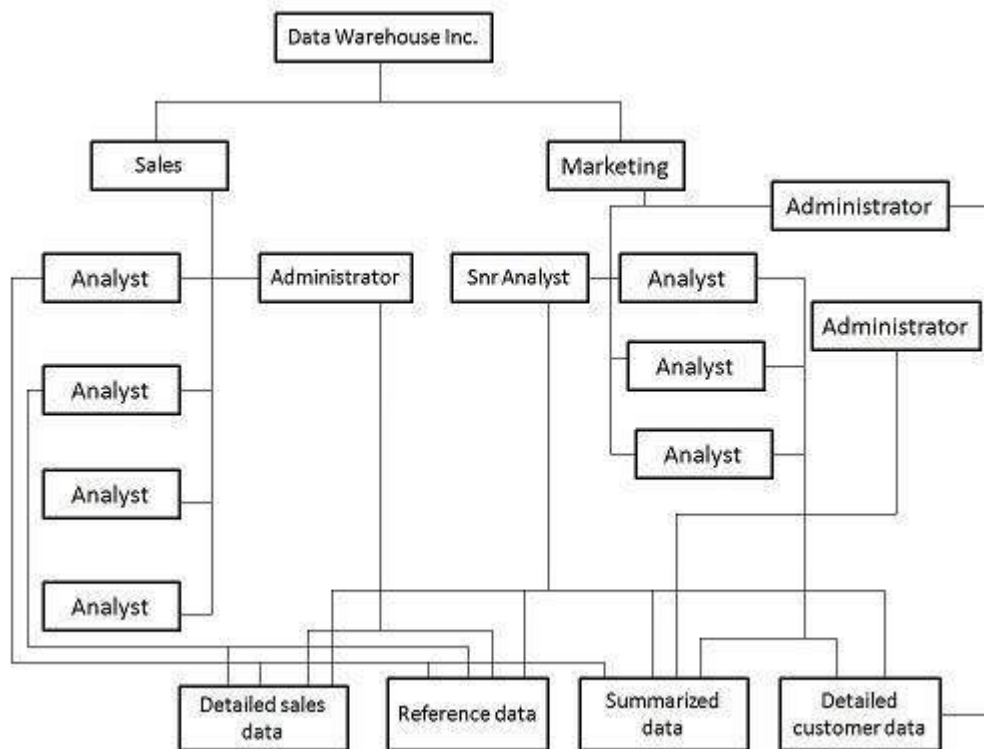 Data Warehouse Inc.
Sales
Marketing
Administrator
Analyst
Administrator
Snr Analyst
Analyst
Administrator
Analyst
Analyst
Analyst
Analyst
Analyst
Detailed sales
data
Reference data
Summarized
data
Detailed
customer data